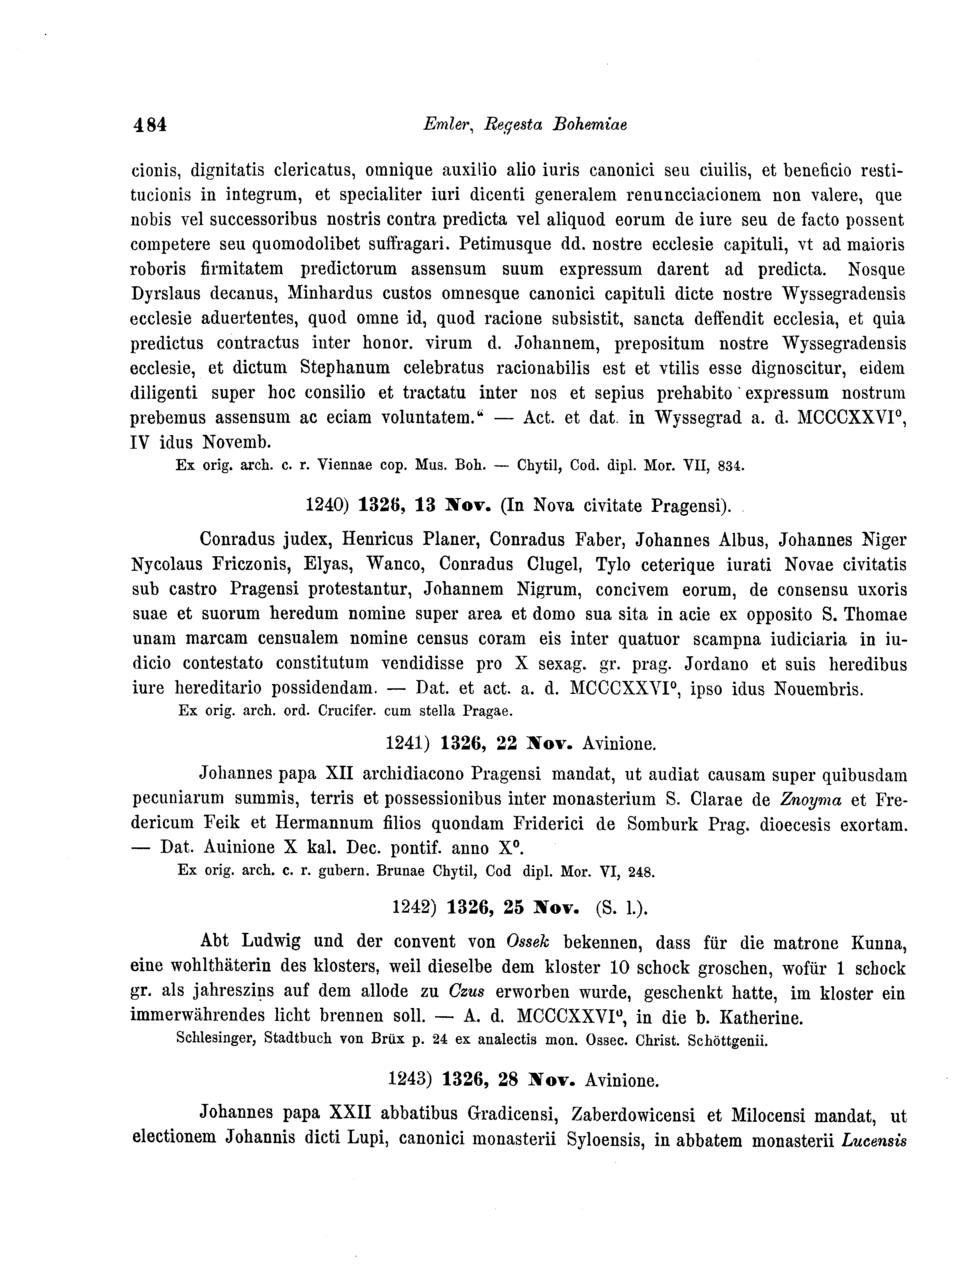 484 Emler, Regesta Bohemiae
cionis, dignitatis clericatus, omnique auxilio alio iuris canonici seu ciuilis, et beneficio resti-
tucionis in integrum, et specialiter iuri dicenti generalem renuncciacionem non valere, que
nobis vel successoribus nostris contra predicta vel aliquod eorum de iure seu de facto possent
competere seu quomodolibet suffragari. Petimusque dd. nostre ecclesie capituli, vt ad maioris
roboris firmitatem predictorum assensum suum expressum darent ad predicta. Nosque
Dyrslaus decanus, Minhardus custos omnesque canonici capituli dicte nostre Wyssegradensis
ecclesie aduertentes, quod omne id, quod racione subsistit, sancta deffendit ecclesia, et quia
predictus contractus inter honor. virum d. Johannem, prepositum nostre Wyssegradensis
ecclesie, et dictum Stephanum celebratus racionabilis est et vtilis esse dignoscitur, eidem
diligenti super hoc consilio et tractatu inter nos et sepius prehabito expressum nostrum
prebemus assensum ac eciam voluntatem.“ — Act. et dat. in Wyssegrad a. d. MCCCXXVI⁰,
IV idus Novemb.
Ex orig. arch. c. r. Viennae cop. Mus. Boh. — Chytil, Cod. dipl. Mor. VII, 834.
1240) 1326, 13 Nov. (In Nova civitate Pragensi).
Conradus judex, Henricus Planer, Conradus Faber, Johannes Albus, Johannes Niger
Nycolaus Friczonis, Elyas, Wanco, Conradus Clugel, Tylo ceterique iurati Novae civitatis
sub castro Pragensi protestantur, Johannem Nigrum, concivem eorum, de consensu uxoris
suae et suorum heredum nomine super area et domo sua sita in acie ex opposito S. Thomae
unam marcam censualem nomine census coram eis inter quatuor scampna iudiciaria in iu-
dicio contestato constitutum vendidisse pro X sexag. gr. prag. Jordano et suis heredibus
iure hereditario possidendam. — Dat. et act. a. d. MCCCXXVI⁰, ipso idus Nouembris.
Ex orig. arch. ord. Crucifer. cum stella Pragae.
1241) 1326, 22 Nov. Avinione.
Johannes papa XII archidiacono Pragensi mandat, ut audiat causam super quibusdam
pecuniarum summis, terris et possessionibus inter monasterium S. Clarae de Znoyma et Fre-
dericum Feik et Hermannum filios quondam Friderici de Somburk Prag. dioecesis exortam.
— Dat. Auinione X kal. Dec. pontif. anno X⁰.
Ex orig. arch. c. r. gubern. Brunae Chytil, Cod dipl. Mor. VI, 248.
1242) 1326, 25 Nov. (S. l.).
Abt Ludwig und der convent von Ossek bekennen, dass für die matrone Kunna,
eine wohlthäterin des klosters, weil dieselbe dem kloster 10 schock groschen, wofür 1 schock
gr. als jahreszins auf dem allode zu Czus erworben wurde, geschenkt hatte, im kloster ein
immerwährendes licht brennen soll. — A. d. MCCCXXVI⁰, in die b. Katherine.
Schlesinger, Stadtbuch von Brüx p. 24 ex analectis mon. Ossec. Christ. Schöttgenii.
1243) 1326, 28 Nov. Avinione.
Johannes papa XXII abbatibus Gradicensi, Zaberdowicensi et Milocensi mandat, ut
electionem Johannis dicti Lupi, canonici monasterii Syloensis, in abbatem monasterii Lucensis